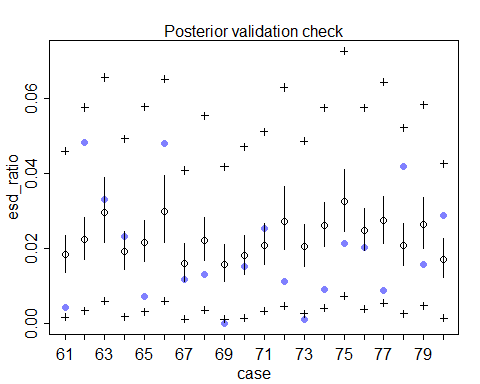 Posterior validation check
esd_ratio
0.06
0.04
0.02
0.00
61 63 65 67 69 71 73 75 77 79
case